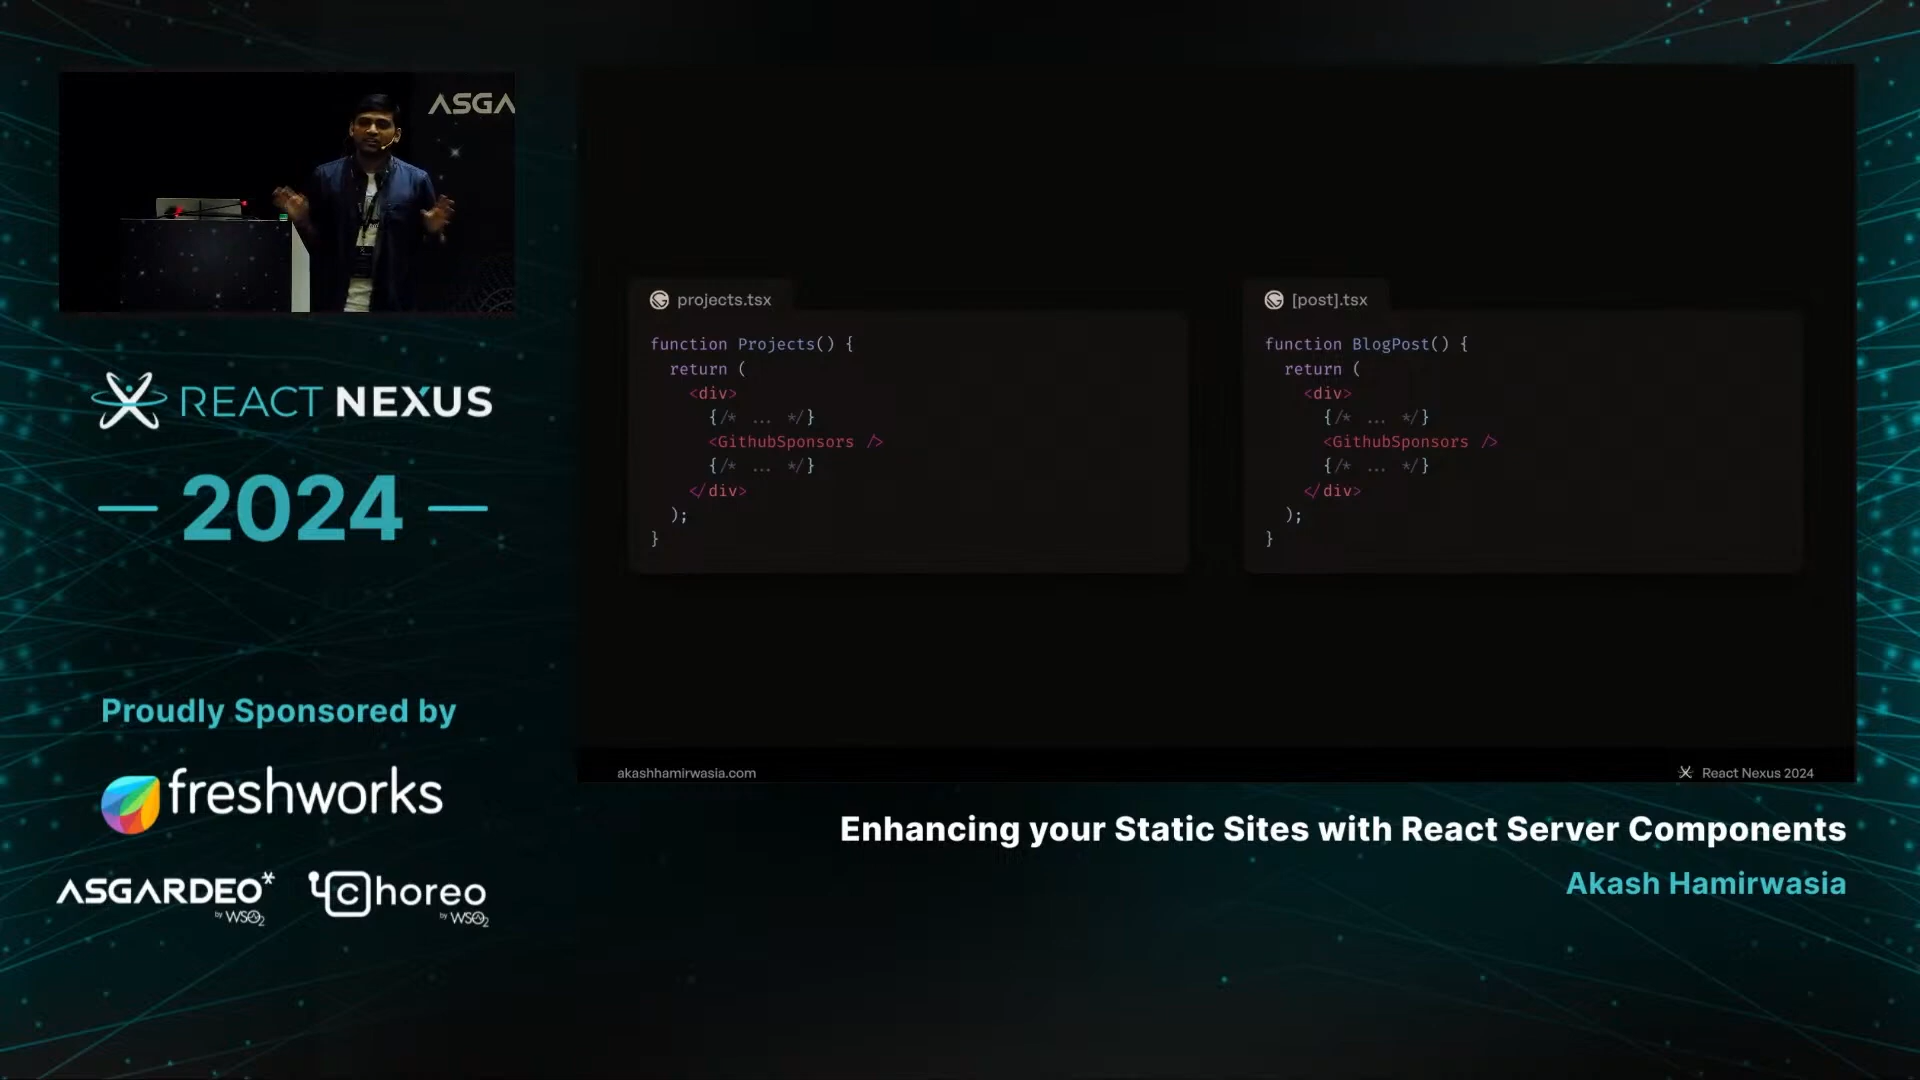 ASGA
REACT NEXUS
2024
Proudly Sponsored by
freshworks
ASGARDEO
by WSO2
choreo
by WSO2
projects.tsx
function Projects() {
  return (
    <div>
      {/* ... */}
      <GithubSponsors />
      {/* ... */}
    </div>
  );
}
[post].tsx
function BlogPost() {
  return (
    <div>
      {/* ... */}
      <GithubSponsors />
      {/* ... */}
    </div>
  );
}
akashhamirwasia.com
React Nexus 2024
Enhancing your Static Sites with React Server Components
Akash Hamirwasia